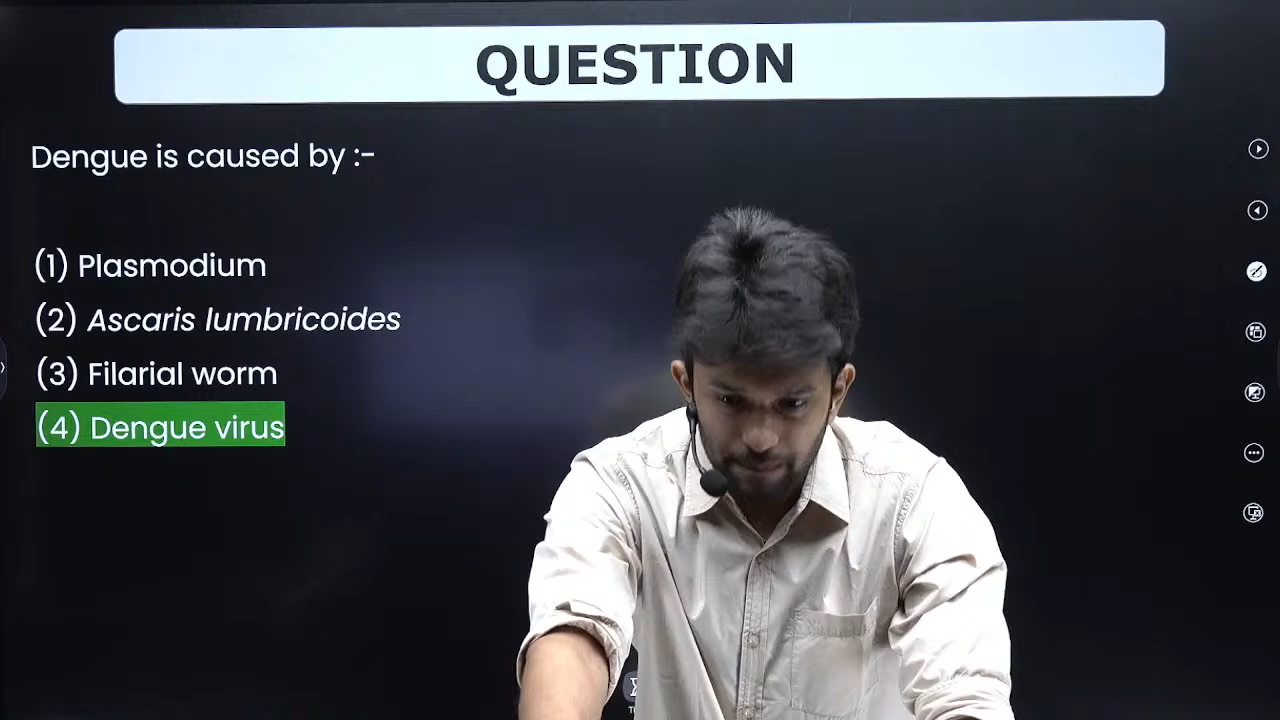 QUESTION
Dengue is caused by :-
(1) Plasmodium
(2) Ascaris lumbricoides
(3) Filarial worm
(4) Dengue virus